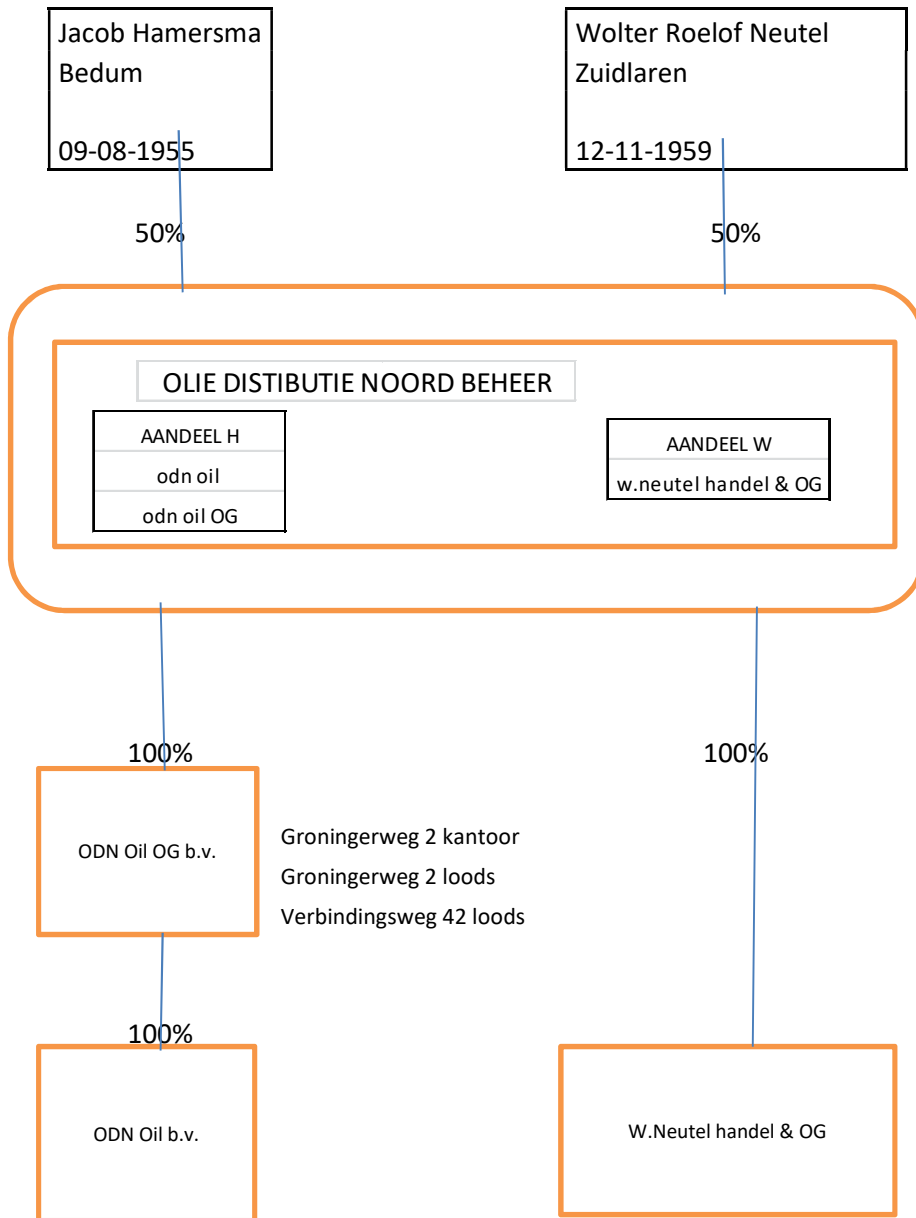 Jacob Hamersma
Bedum
09-08-1955
Wolter Roelof Neutel
Zuidlaren
12-11-1959
50%
50%
OLIE DISTIBUTIE NOORD BEHEER
AANDEEL H
odn oil
odn oil OG
AANDEEL W
w.neutel handel & OG
100%
100%
ODN Oil OG b.v.
Groningerweg 2 kantoor
Groningerweg 2 loods
Verbindingsweg 42 loods
100%
ODN Oil b.v.
W.Neutel handel & OG